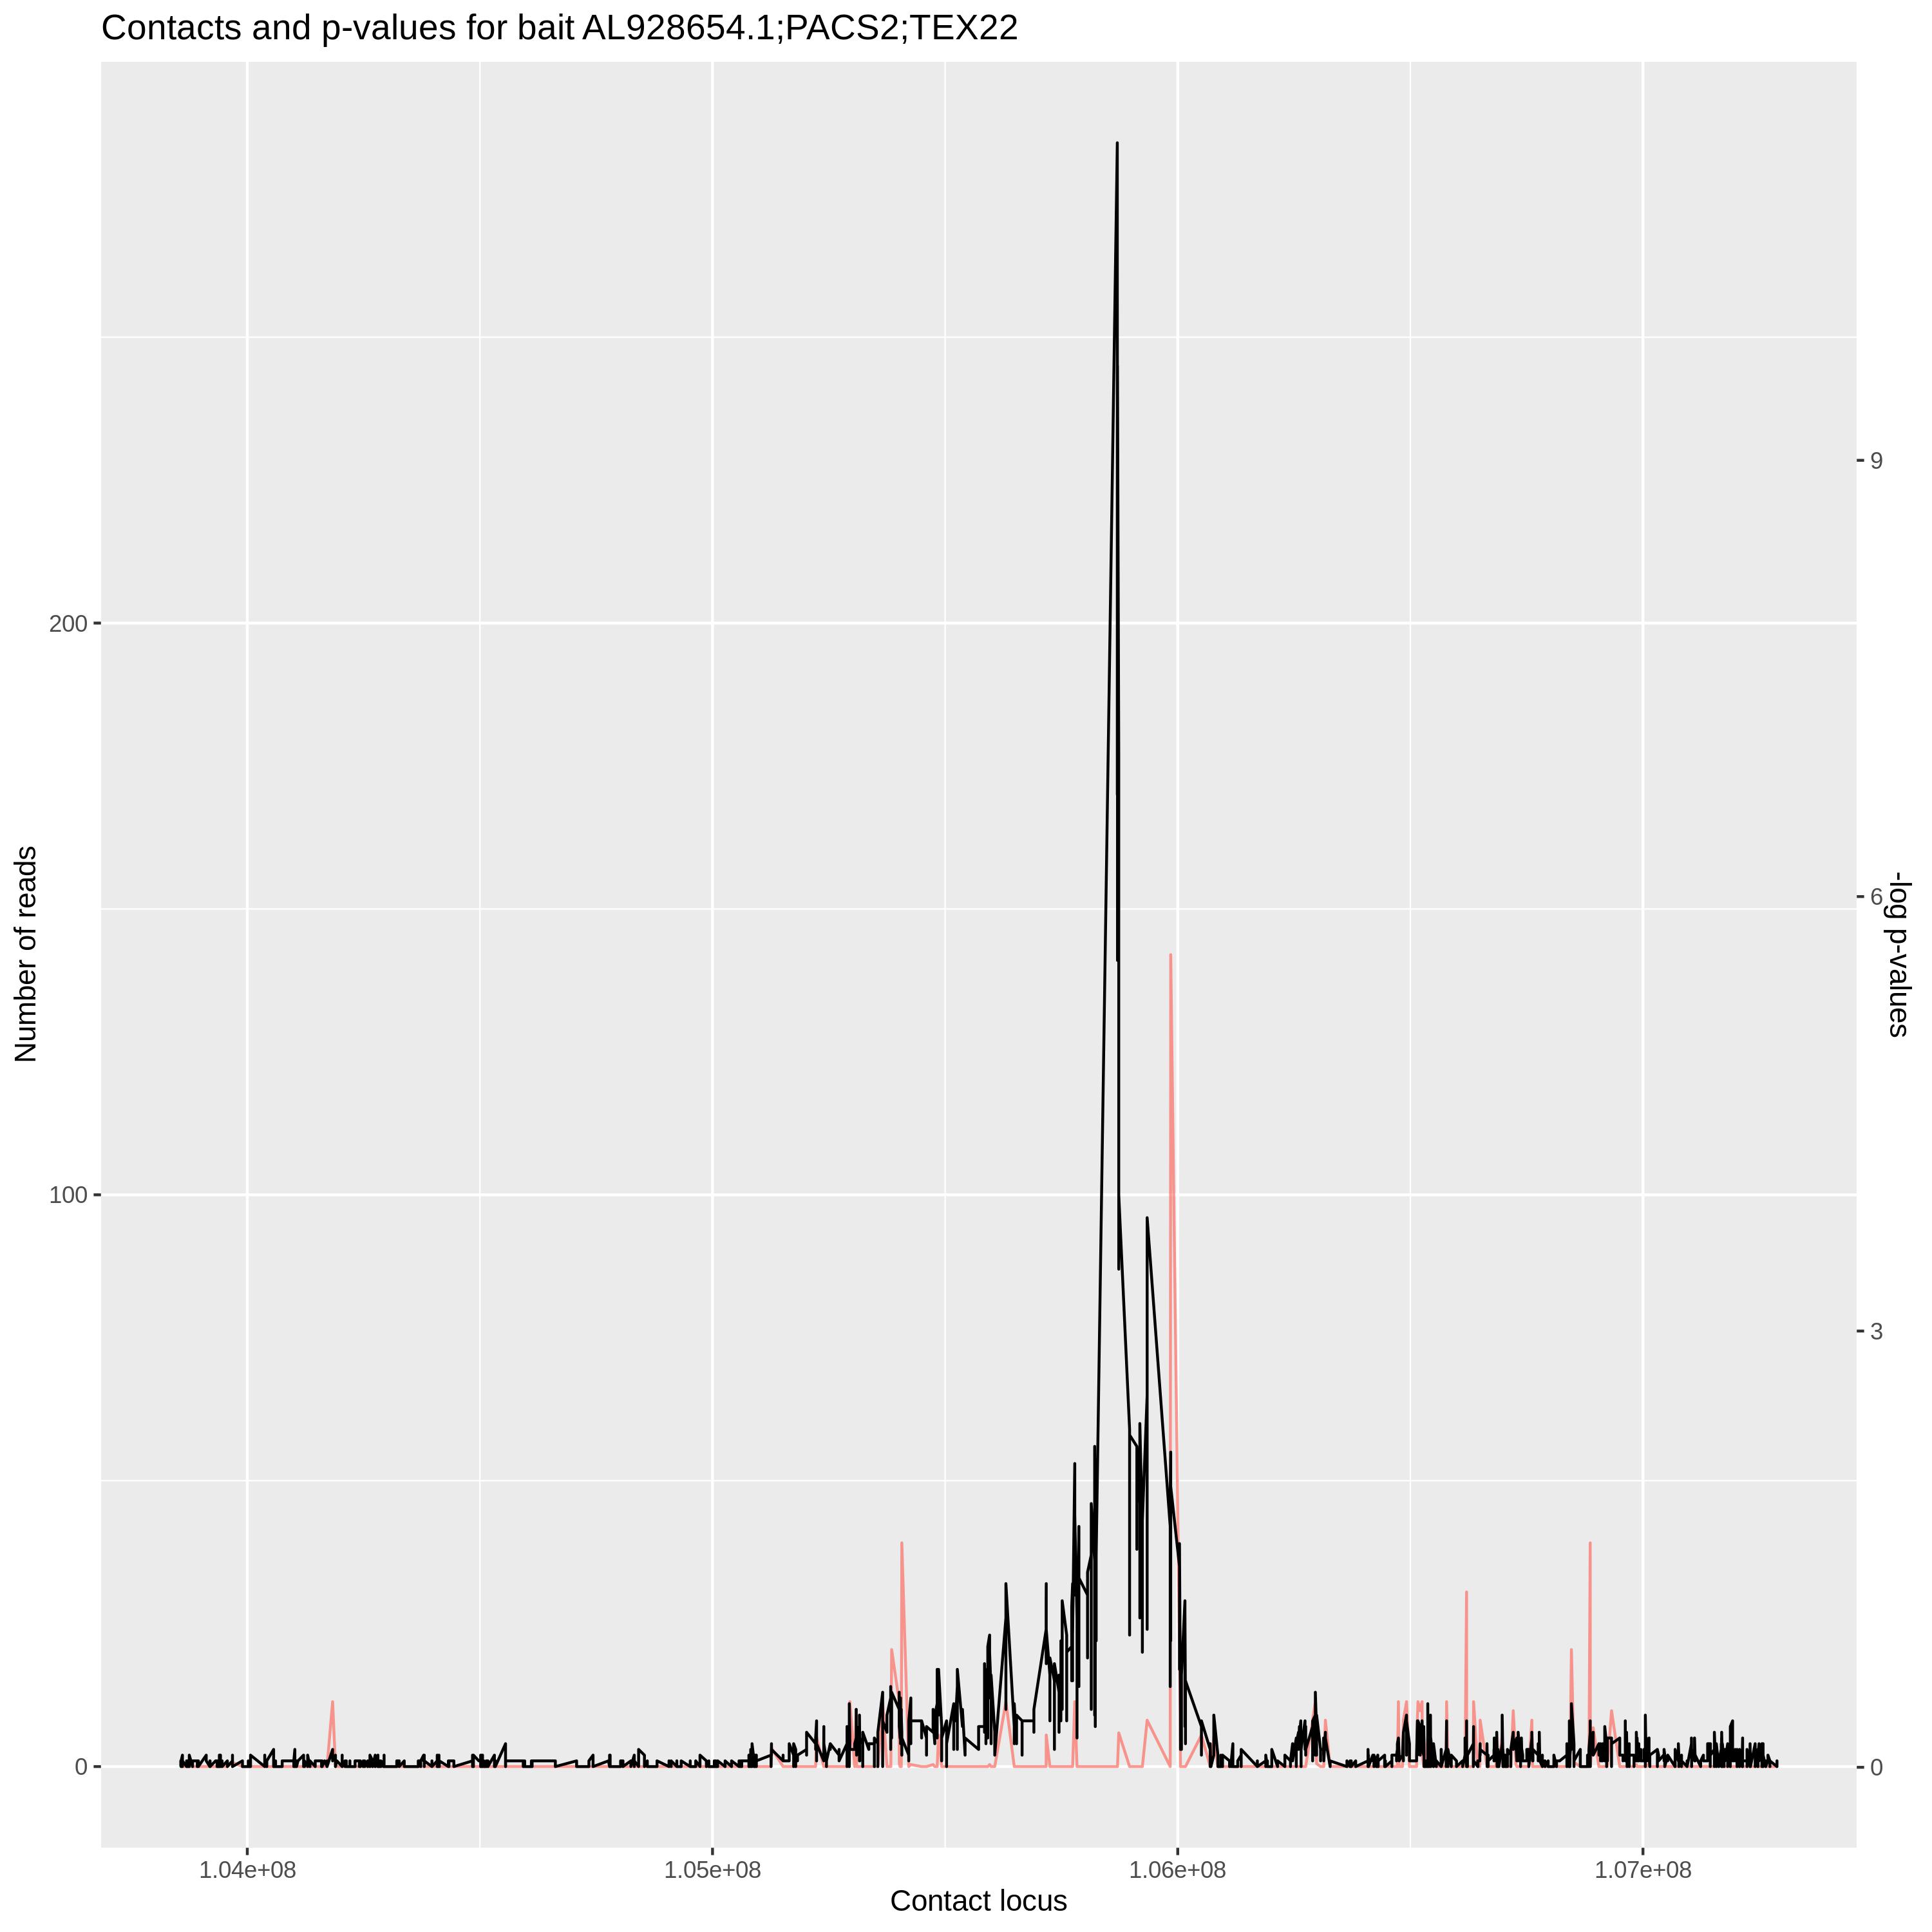 Contacts and p-values for bait AL928654.1;PACS2;TEX22
Number of reads
200
100
0
9
6
3
0
-log p-values
1.04e+08 1.05e+08 1.06e+08 1.07e+08
Contact locus